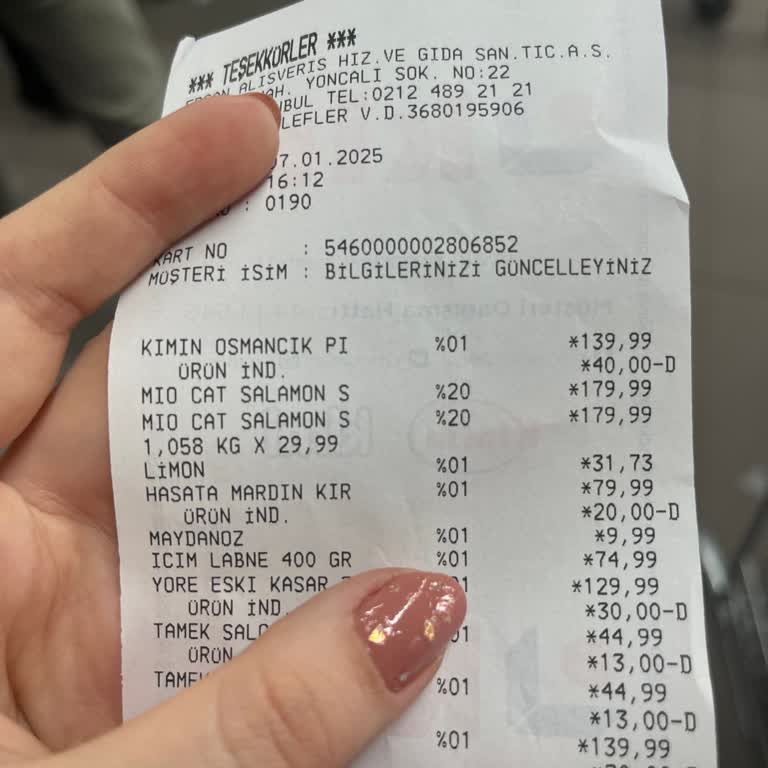 *** TEŞEKKÜRLER ***
ALISVERIS HIZ.VE GIDA SAN.TIC.A.S.
YONCALI SOK. NO:22
TEL:0212 489 21 21
LEFLER V.D.3680195906
07.01.2025
16:12
: 0190
KART NO : 5460000002806852
MÜŞTERİ İSİM : BİLGİLERİNİZİ GÜNCELLEYİNİZ
KIMIN OSMANCIK PI %01 *139,99
ÜRÜN İND. *40,00-D
MIO CAT SALAMON S %20 *179,99
MIO CAT SALAMON S %20 *179,99
1,058 KG X 29,99
LİMON %01 *31,73
HASATA MARDIN KIR %01 *79,99
ÜRÜN İND. *20,00-D
MAYDANOZ %01 *9,99
ICIM LABNE 400 GR %01 *74,99
YORE ESKI KASAR 01 *129,99
ÜRÜN İND. *30,00-D
TAMEK SALC 01 *44,99
ÜRÜN *13,00-D
TAMEK %01 *44,99
*13,00-D
%01 *139,99